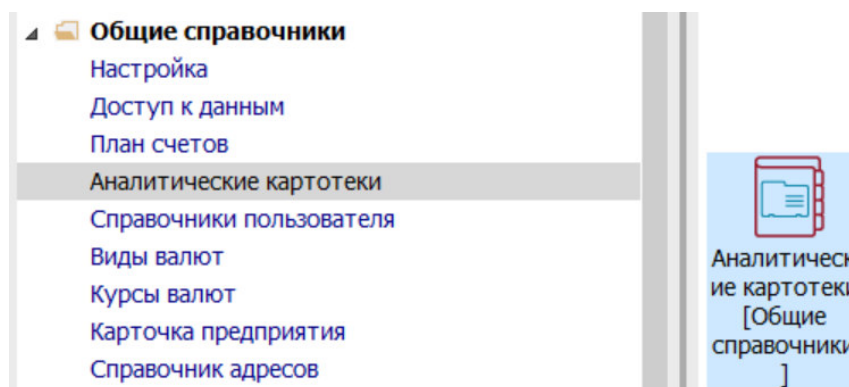 Общие справочники
Настройка
Доступ к данным
План счетов
Аналитические картотеки
Справочники пользователя
Виды валют
Курсы валют
Карточка предприятия
Справочник адресов
Аналитическ
ие картотеки
[Общие
справочники
]